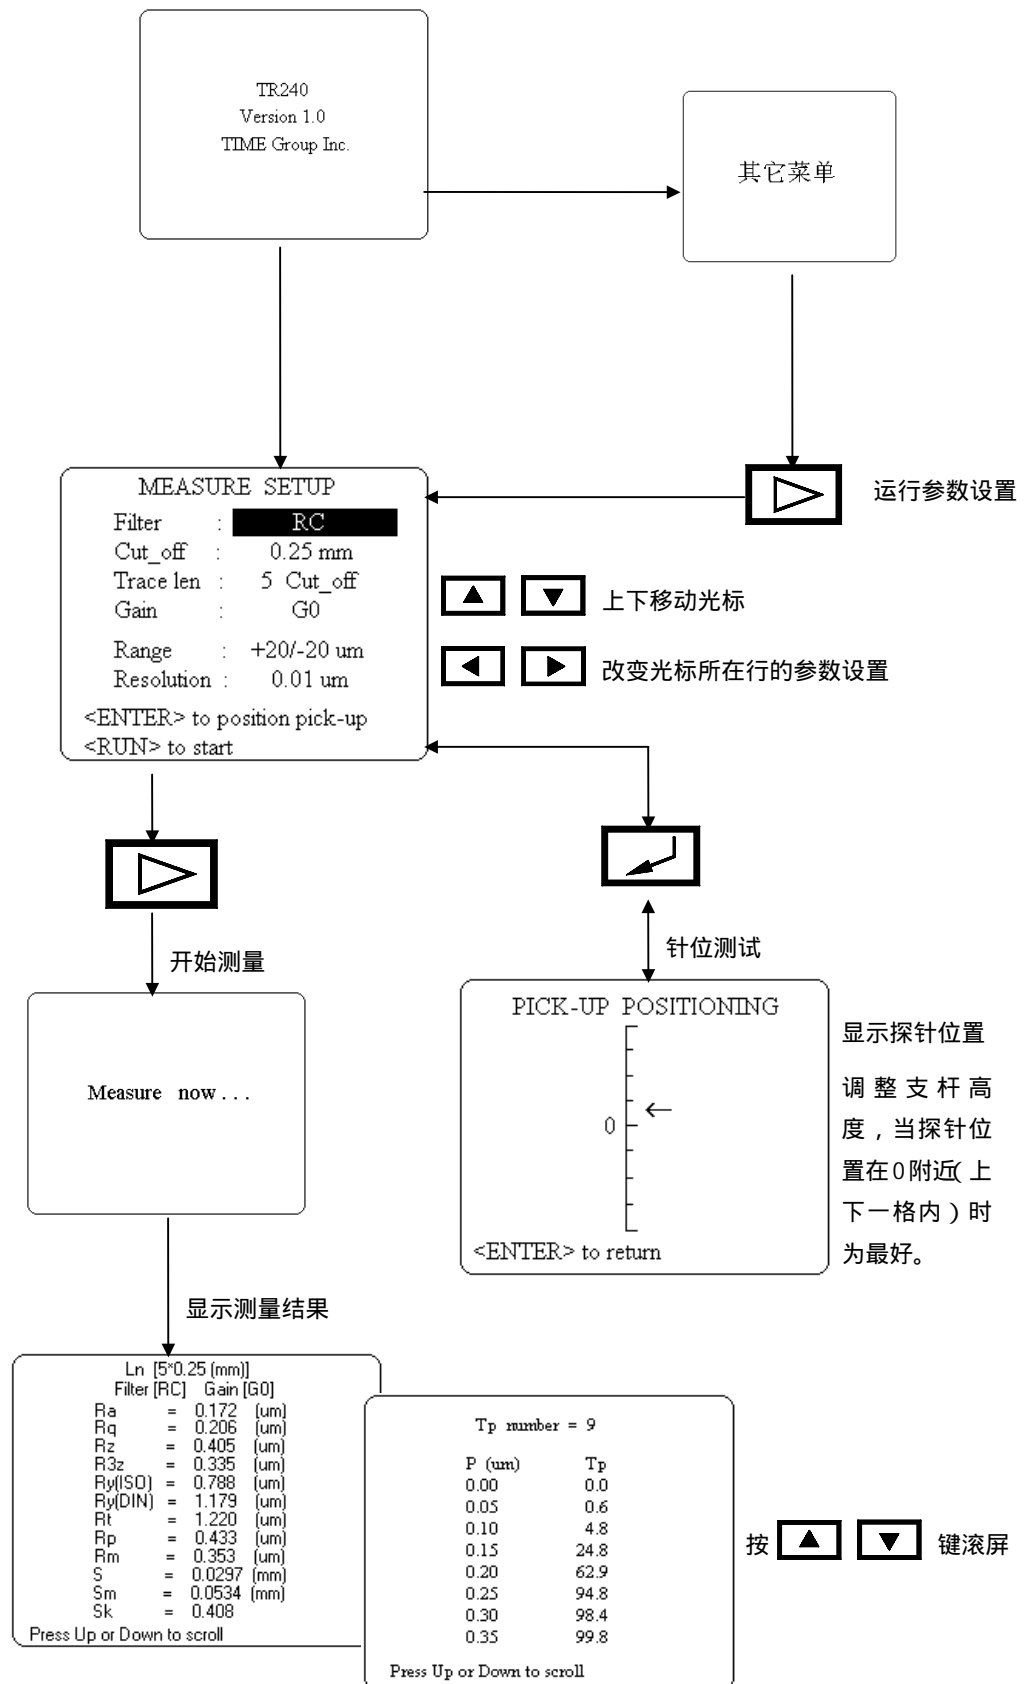 TR240
Version 1.0
TIME Group Inc.
其它菜单
MEASURE SETUP
Filter : RC
Cut_off : 0.25 mm
Trace len : 5 Cut_off
Gain : G0
Range : +20/-20 um
Resolution : 0.01 um
<ENTER> to position pick-up
<RUN> to start
运行参数设置
上下移动光标
改变光标所在行的参数设置
开始测量
针位测试
Measure now . . .
PICK-UP POSITIONING
0
<ENTER> to return
显示探针位置
调整支杆高
度，当探针位
置在0附近（上
下一格内）时
为最好。
显示测量结果
Ln [5*0.25 (mm)]
Filter [RC] Gain [G0]
Ra = 0.172 (um)
Rq = 0.206 (um)
Rz = 0.405 (um)
R3z = 0.335 (um)
Ry(ISO) = 0.788 (um)
Ry(DIN) = 1.179 (um)
Rt = 1.220 (um)
Rp = 0.433 (um)
Rm = 0.353 (um)
S = 0.0297 (mm)
Sm = 0.0534 (mm)
Sk = 0.408
Press Up or Down to scroll
Tp number = 9
P (um) Tp
0.00 0.0
0.05 0.6
0.10 4.8
0.15 24.8
0.20 62.9
0.25 94.8
0.30 98.4
0.35 99.8
Press Up or Down to scroll
按 键滚屏